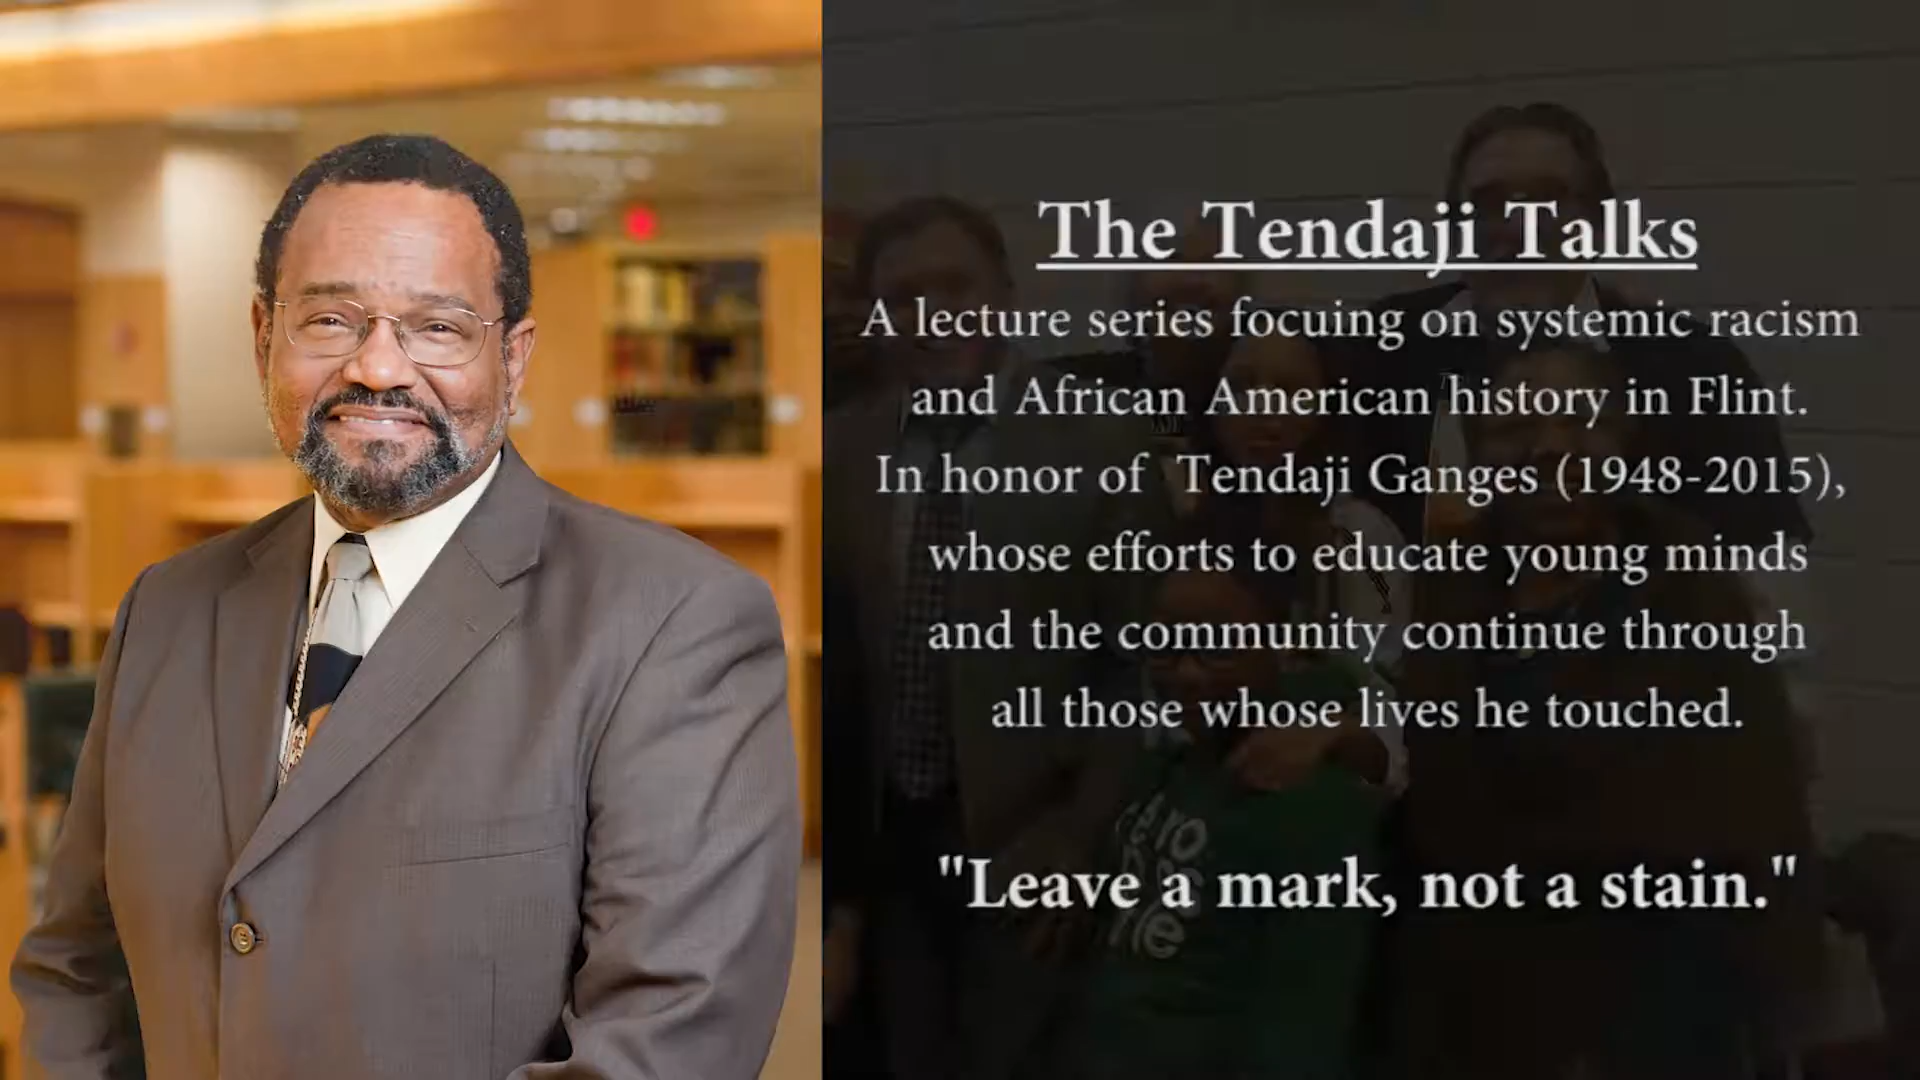 The Tendaji Talks
A lecture series focuing on systemic racism
and African American history in Flint.
In honor of Tendaji Ganges (1948-2015),
whose efforts to educate young minds
and the community continue through
all those whose lives he touched.
"Leave a mark, not a stain."